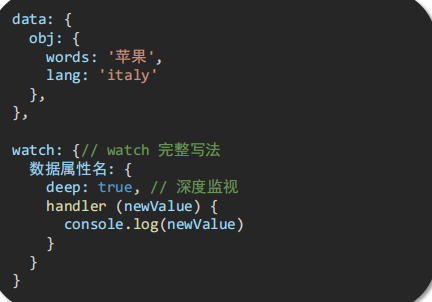 data: {
  obj: {
    words: '苹果',
    lang: 'italy'
  },
},

watch: {// watch 完整写法
  数据属性名: {
    deep: true, // 深度监视
    handler (newValue) {
      console.log(newValue)
    }
  }
}